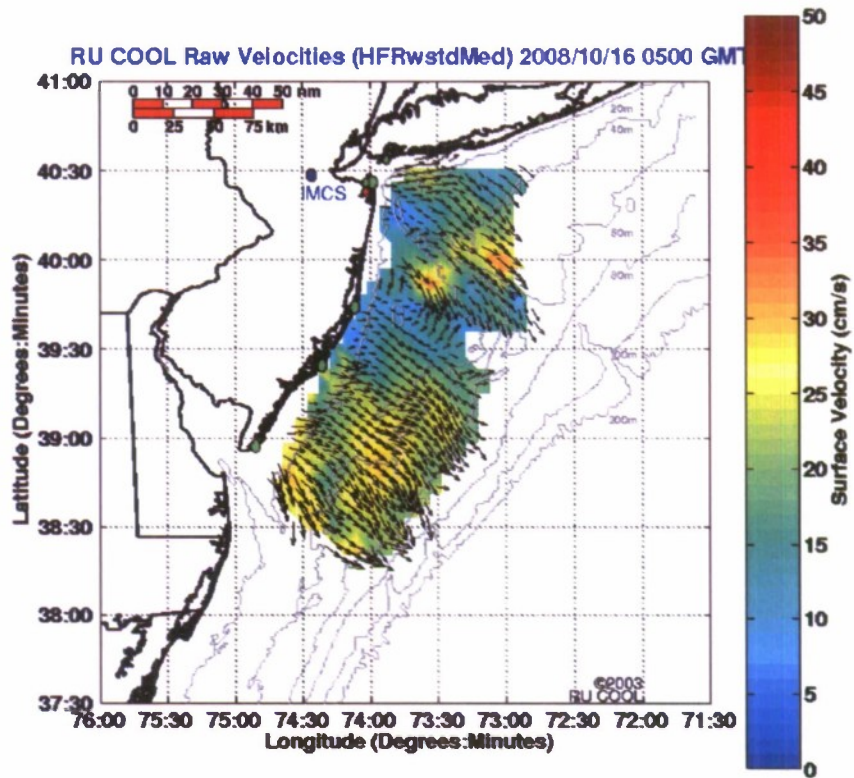 RU COOL Raw Velocities (HFRwstdMed) 2008/10/16 0500 GMT
0 10 20 30 40 50 nm
0 25 50 75 km
41:00
40:30
40:00
39:30
39:00
38:30
38:00
37:30
Latitude (Degrees:Minutes)
MCS
20m
40m
©2003
RU COOL
76:00 75:30 75:00 74:30 74:00 73:30 73:00 72:30 72:00 71:30
Longitude (Degrees:Minutes)
50
45
40
35
30
25
20
15
10
5
0
Surface Velocity (cm/s)